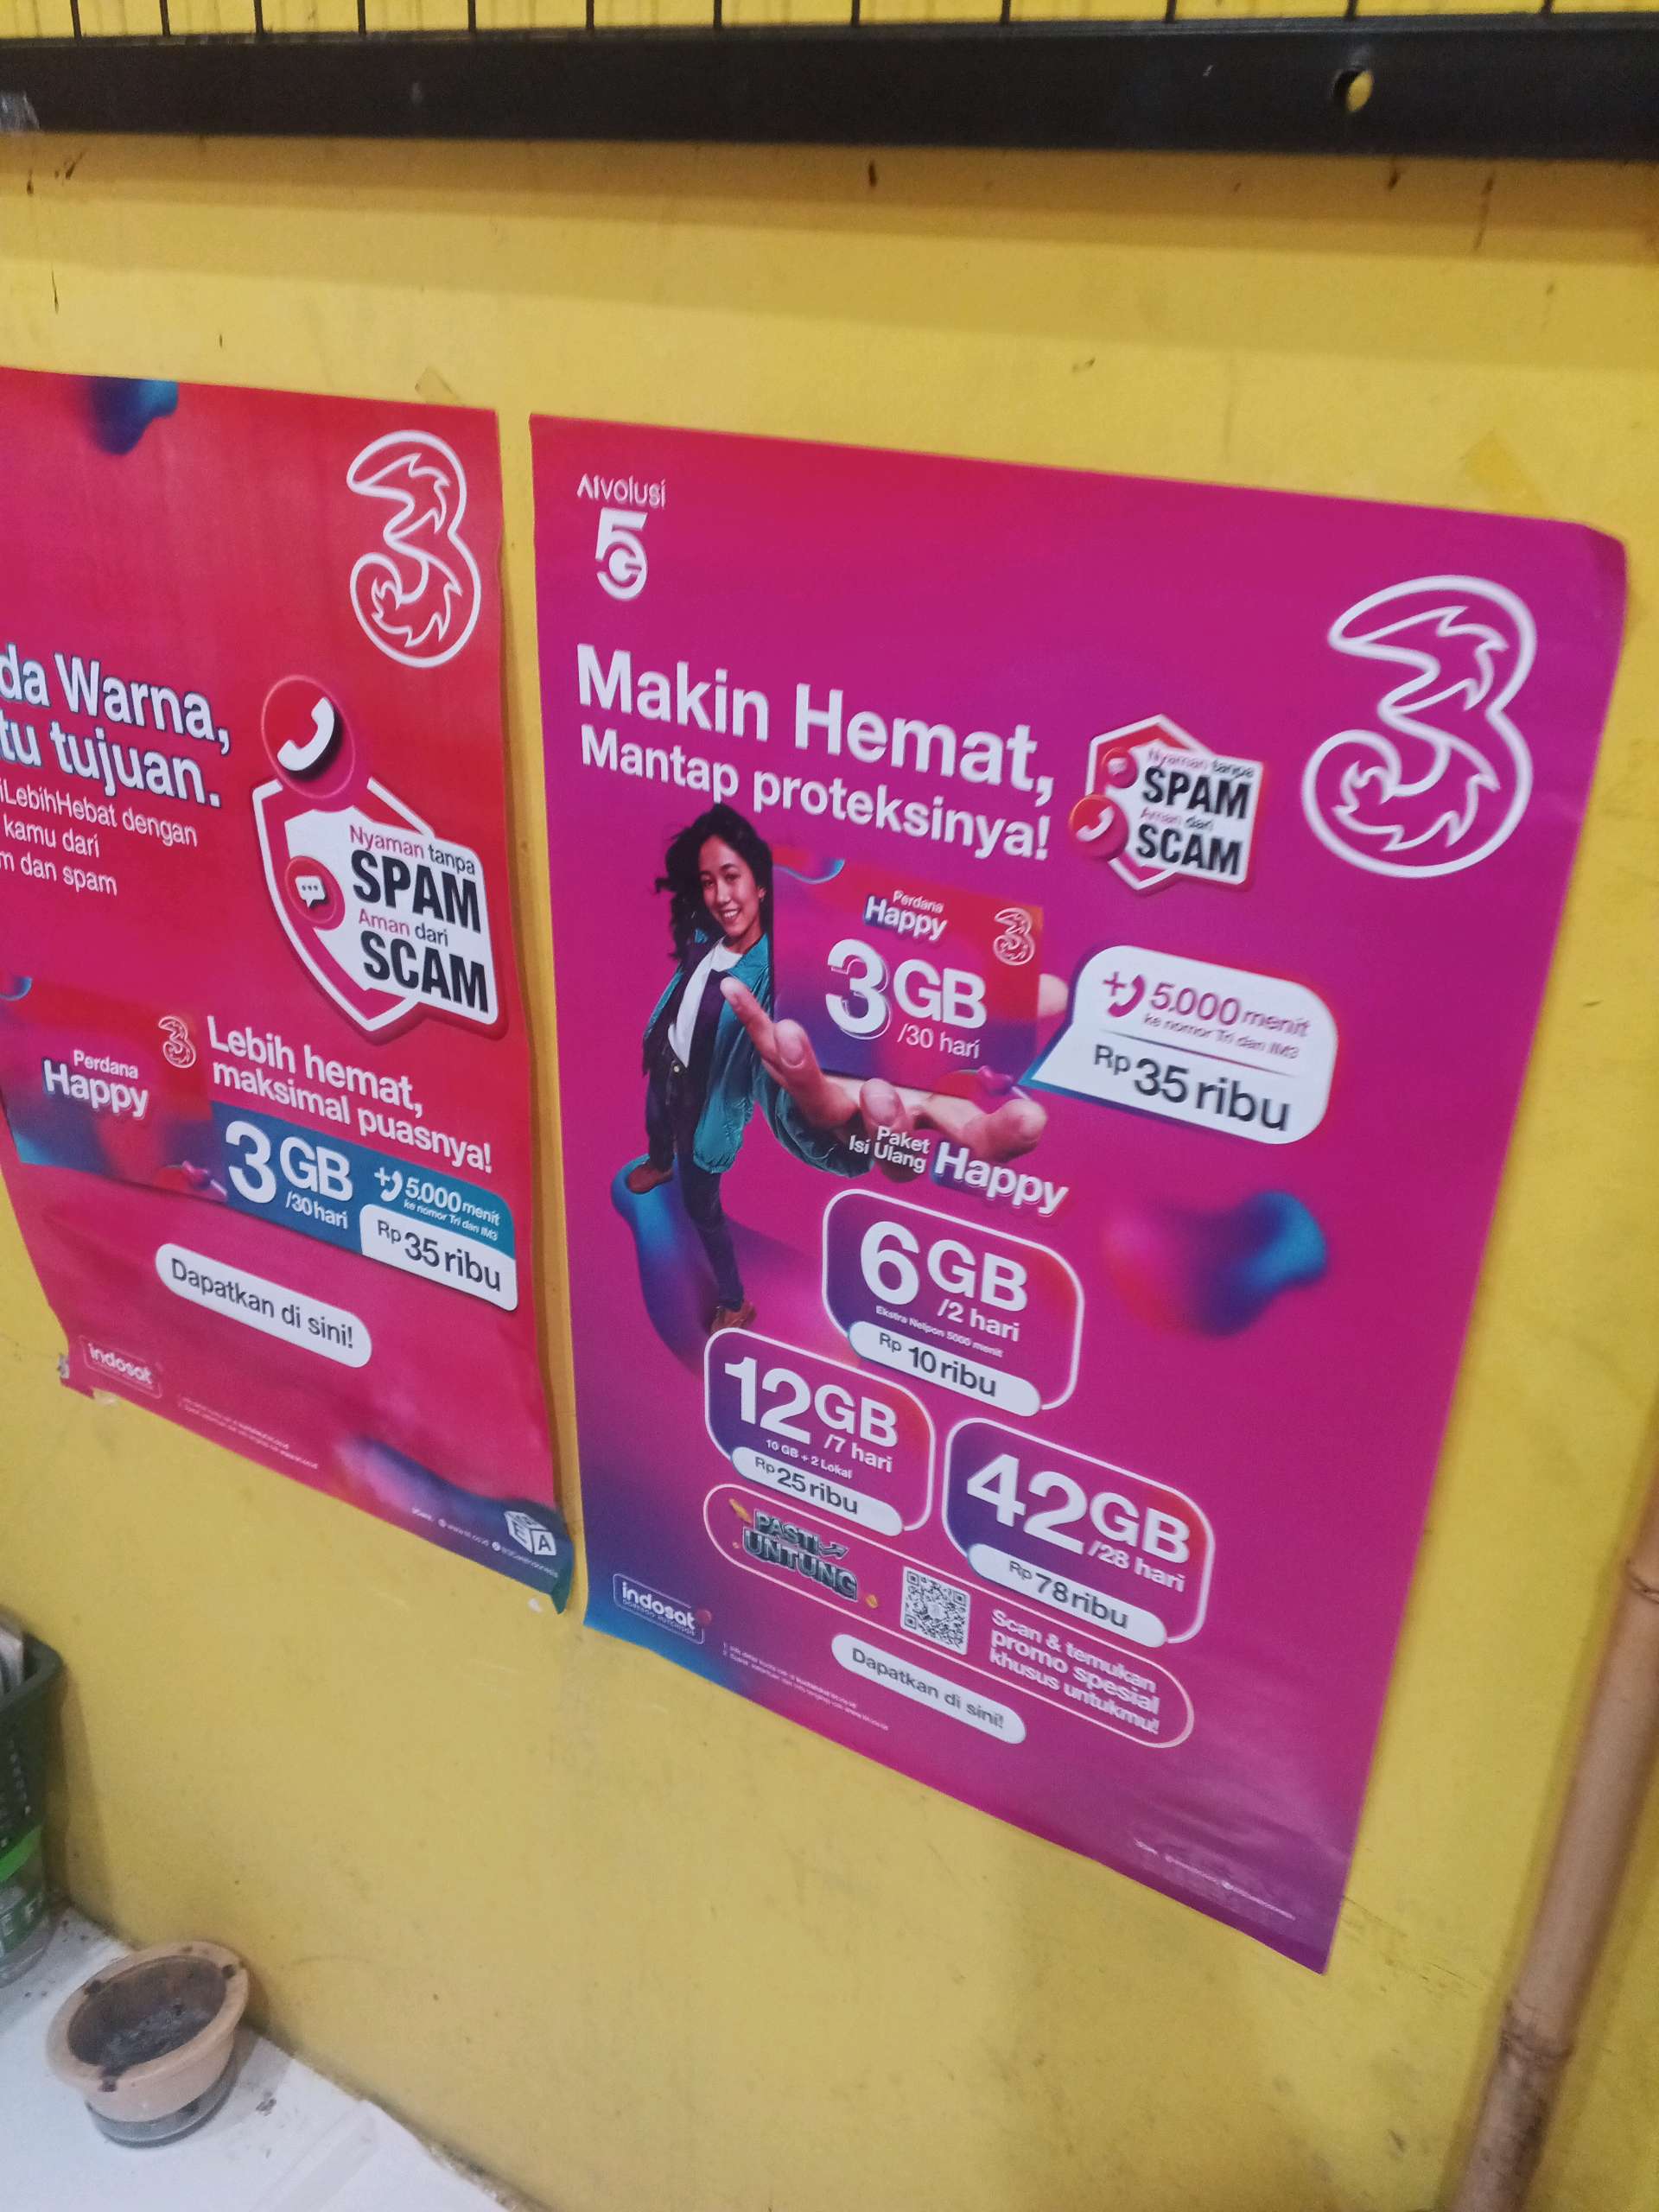 da Warna,
tu tujuan.
iLebihHebat dengan
kamu dari
m dan spam
Nyaman tanpa
SPAM
Aman dari
SCAM
Perdana
Happy
3
Lebih hemat,
maksimal puasnya!
3GB
/30 hari
+ 5.000 menit
ke nomor Tri dan IM3
Rp 35 ribu
Dapatkan di sini!
indosat
AIvolusi
5G
3
Makin Hemat,
Mantap proteksinya!
Nyaman tanpa
SPAM
Aman dari
SCAM
Perdana
Happy
3
3GB
/30 hari
+ 5.000 menit
ke nomor Tri dan IM3
Rp 35 ribu
Paket
Isi Ulang
Happy
6GB
/2 hari
Ekstra Nelpon 5000 menit
Rp 10 ribu
12GB
/7 hari
10 GB + 2 Lokal
Rp 25 ribu
42GB
/28 hari
Rp 78 ribu
PASTI
UNTUNG
Scan & temukan
promo spesial
khusus untukmu!
indosat
Dapatkan di sini!